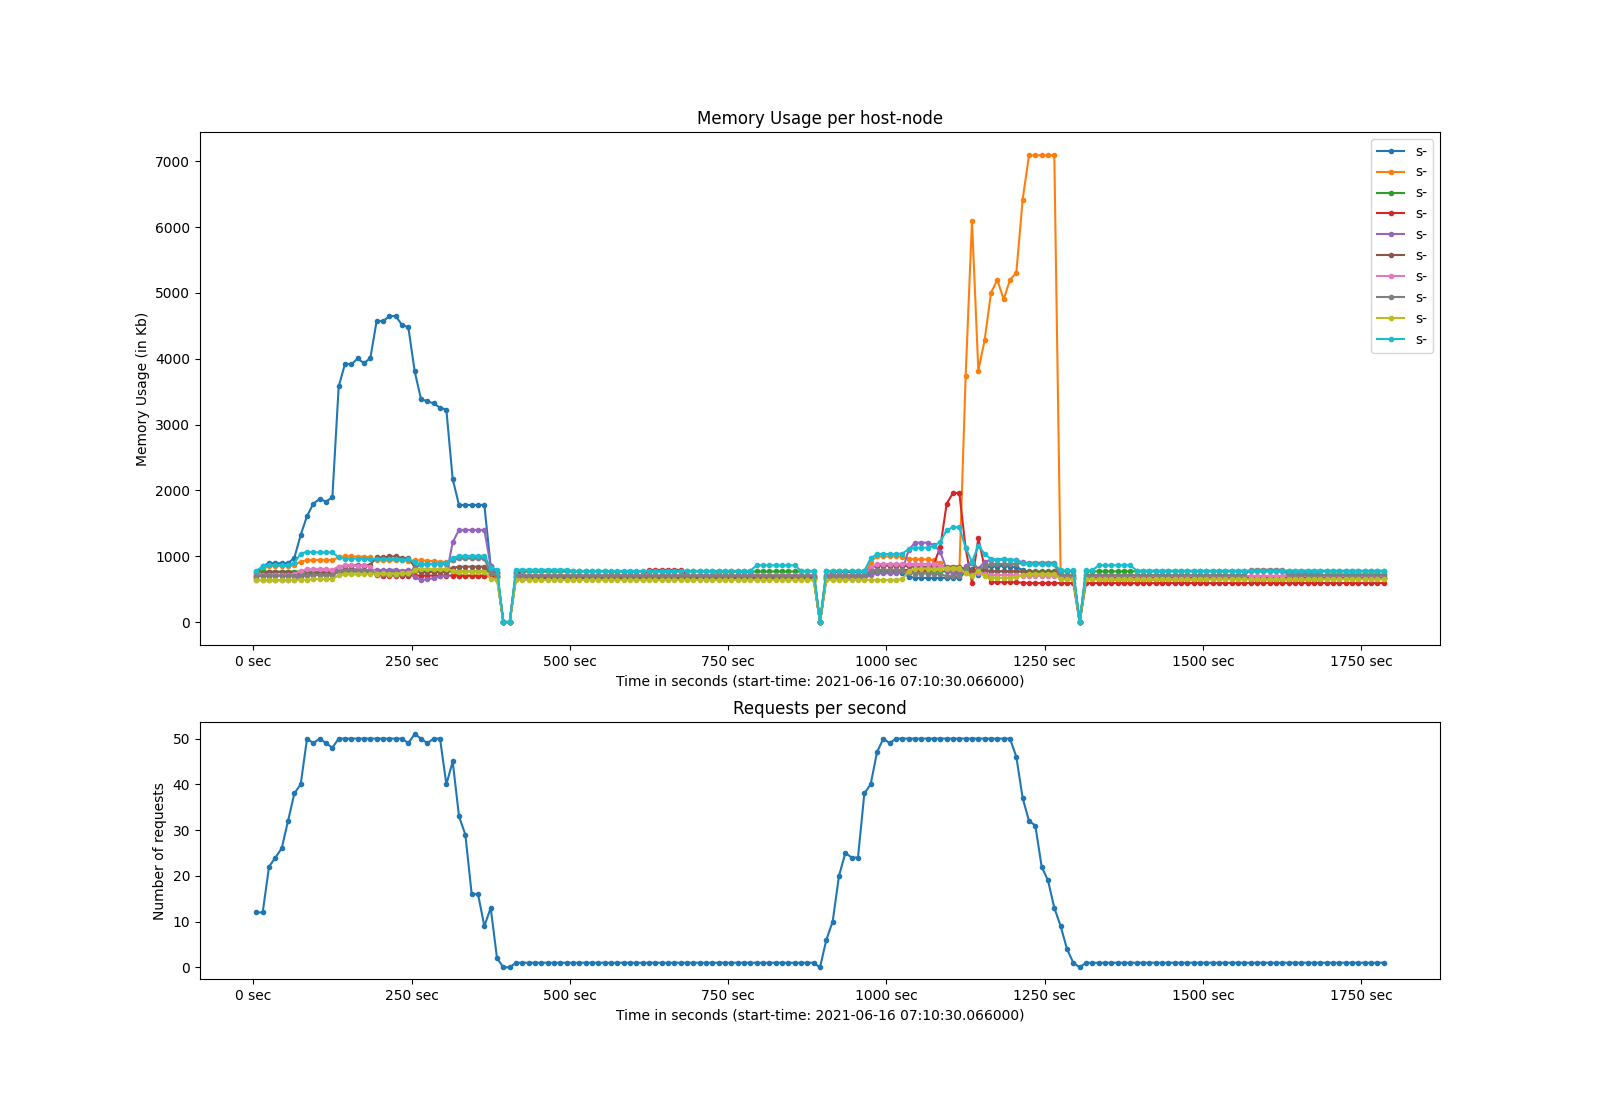 Memory Usage per host-node
Memory Usage (in Kb)
7000
6000
5000
4000
3000
2000
1000
0
s-
s-
s-
s-
s-
s-
s-
s-
s-
s-
0 sec 250 sec 500 sec 750 sec 1000 sec 1250 sec 1500 sec 1750 sec
Time in seconds (start-time: 2021-06-16 07:10:30.066000)
Requests per second
Number of requests
50
40
30
20
10
0
0 sec 250 sec 500 sec 750 sec 1000 sec 1250 sec 1500 sec 1750 sec
Time in seconds (start-time: 2021-06-16 07:10:30.066000)